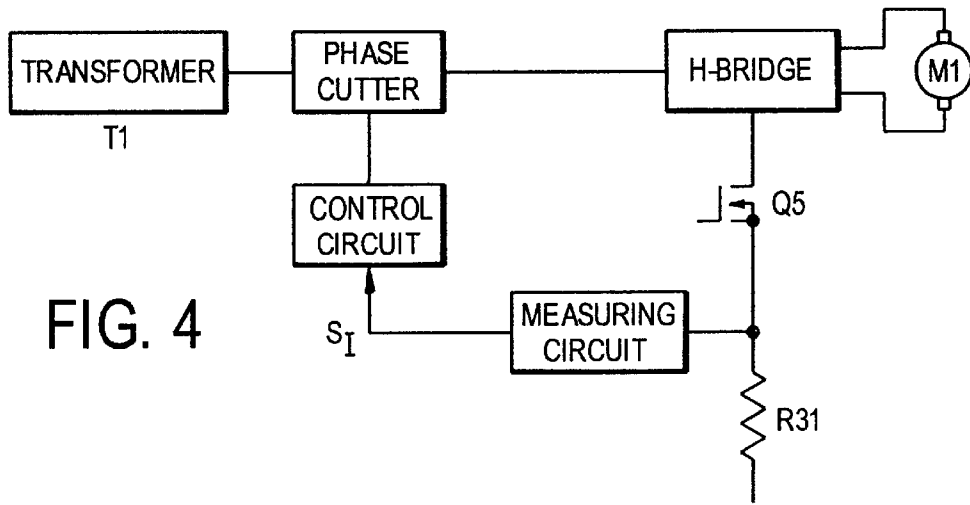 TRANSFORMER
T1
PHASE
CUTTER
H-BRIDGE
M1
CONTROL
CIRCUIT
Q5
FIG. 4
SI
MEASURING
CIRCUIT
R31